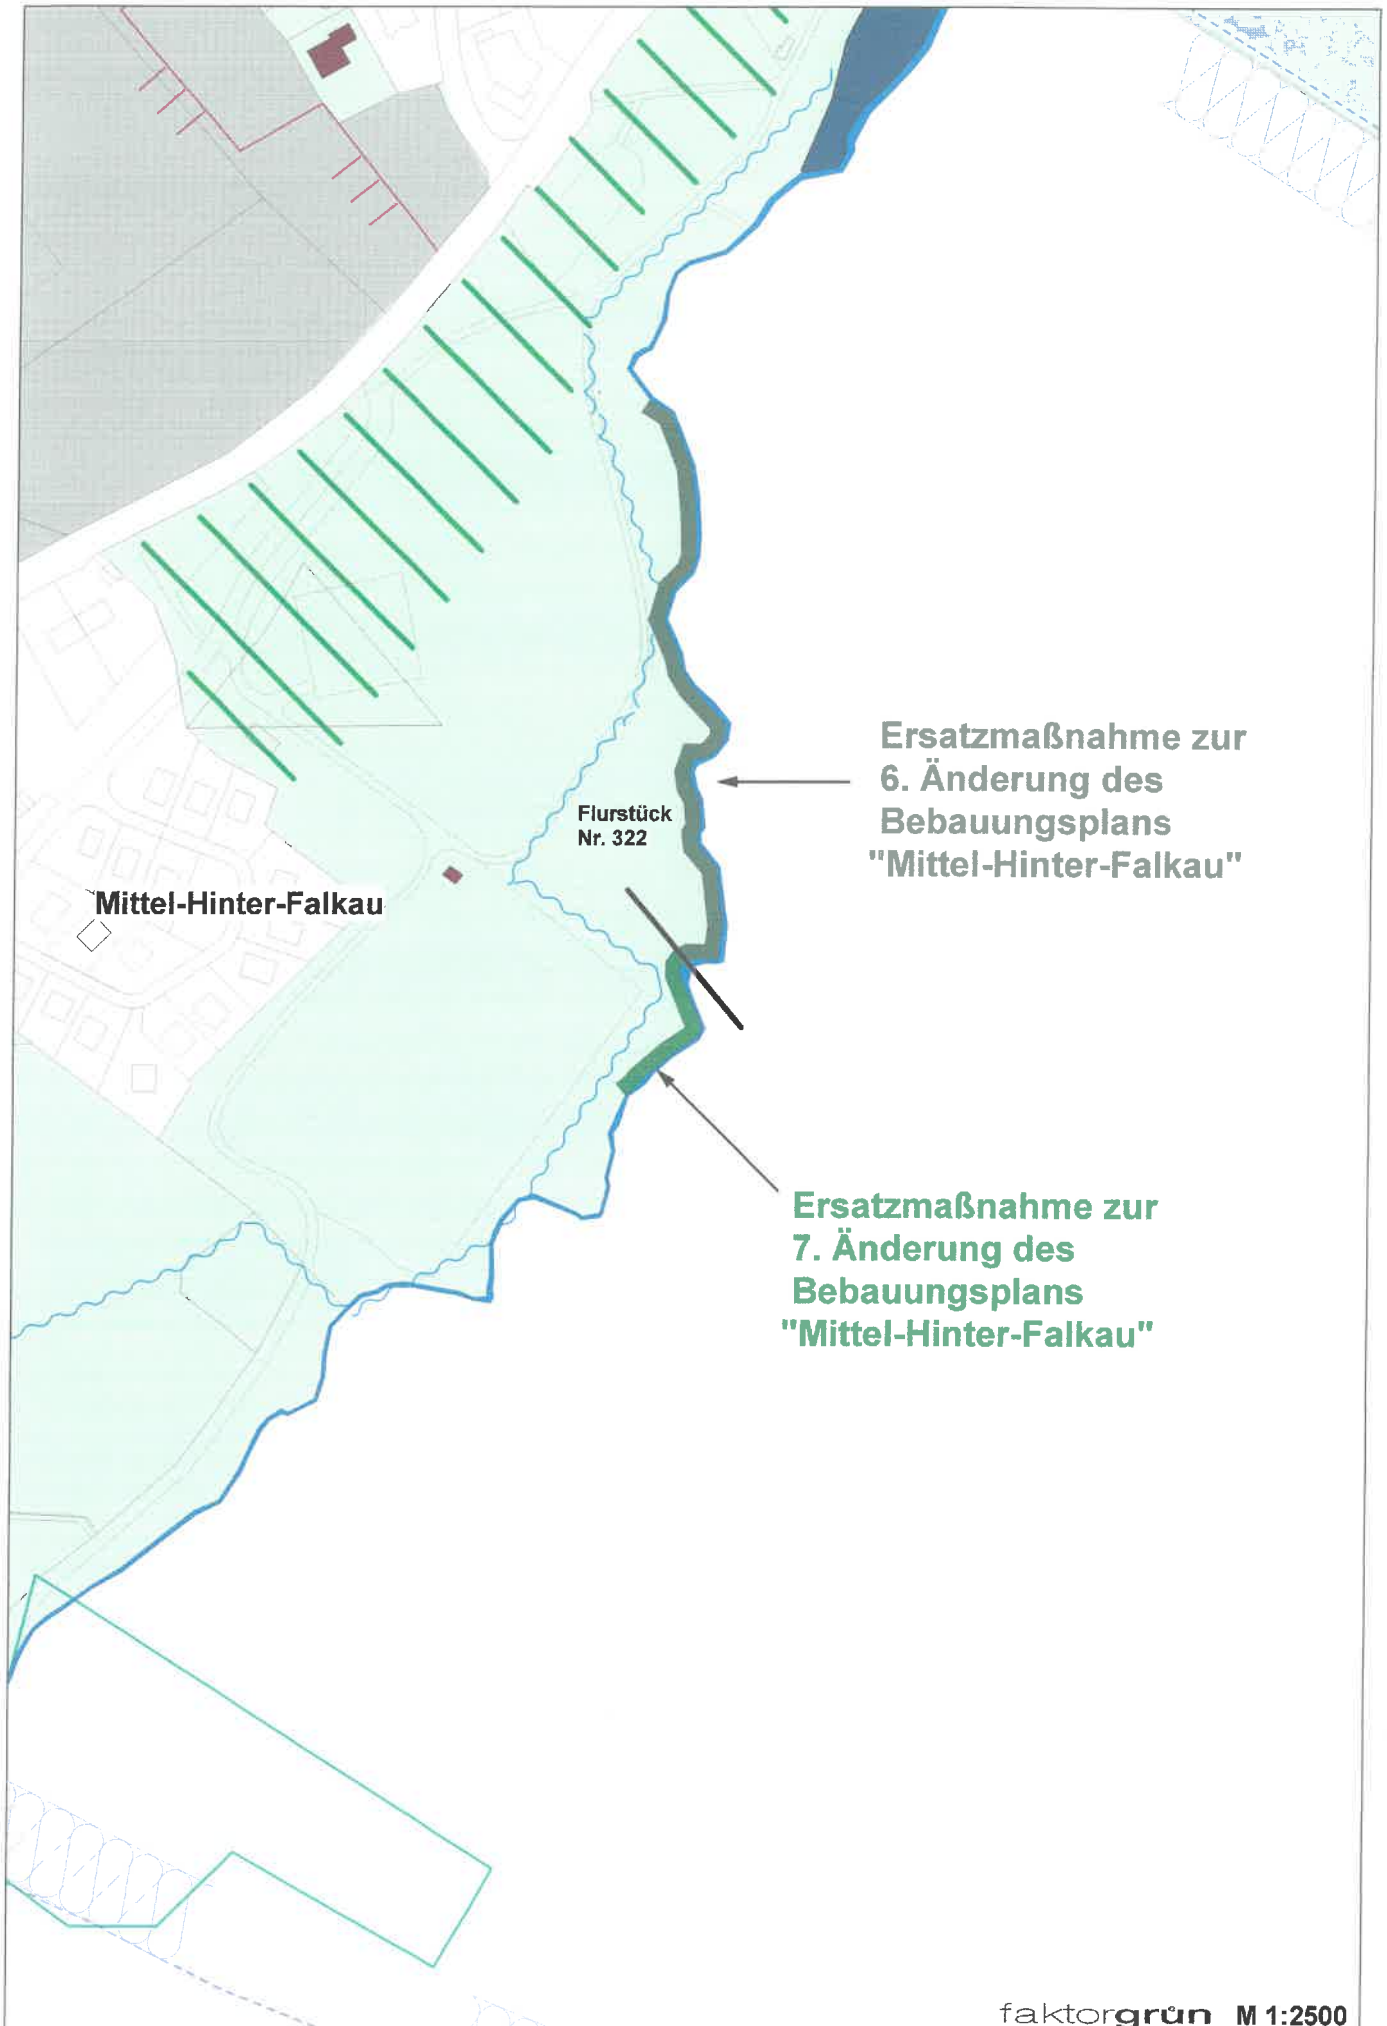 Ersatzmaßnahme zur
6. Änderung des
Bebauungsplans
"Mittel-Hinter-Falkau"
Flurstück
Nr. 322
Mittel-Hinter-Falkau
Ersatzmaßnahme zur
7. Änderung des
Bebauungsplans
"Mittel-Hinter-Falkau"
faktorgrün M 1:2500